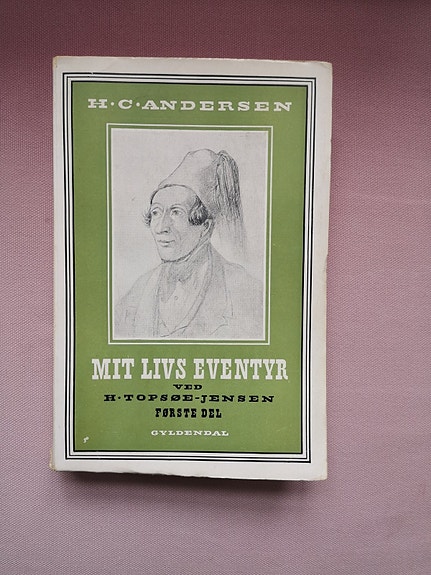 H·C·ANDERSEN
MIT LIVS EVENTYR
VED
H·TOPSØE-JENSEN
FØRSTE DEL
GYLDENDAL